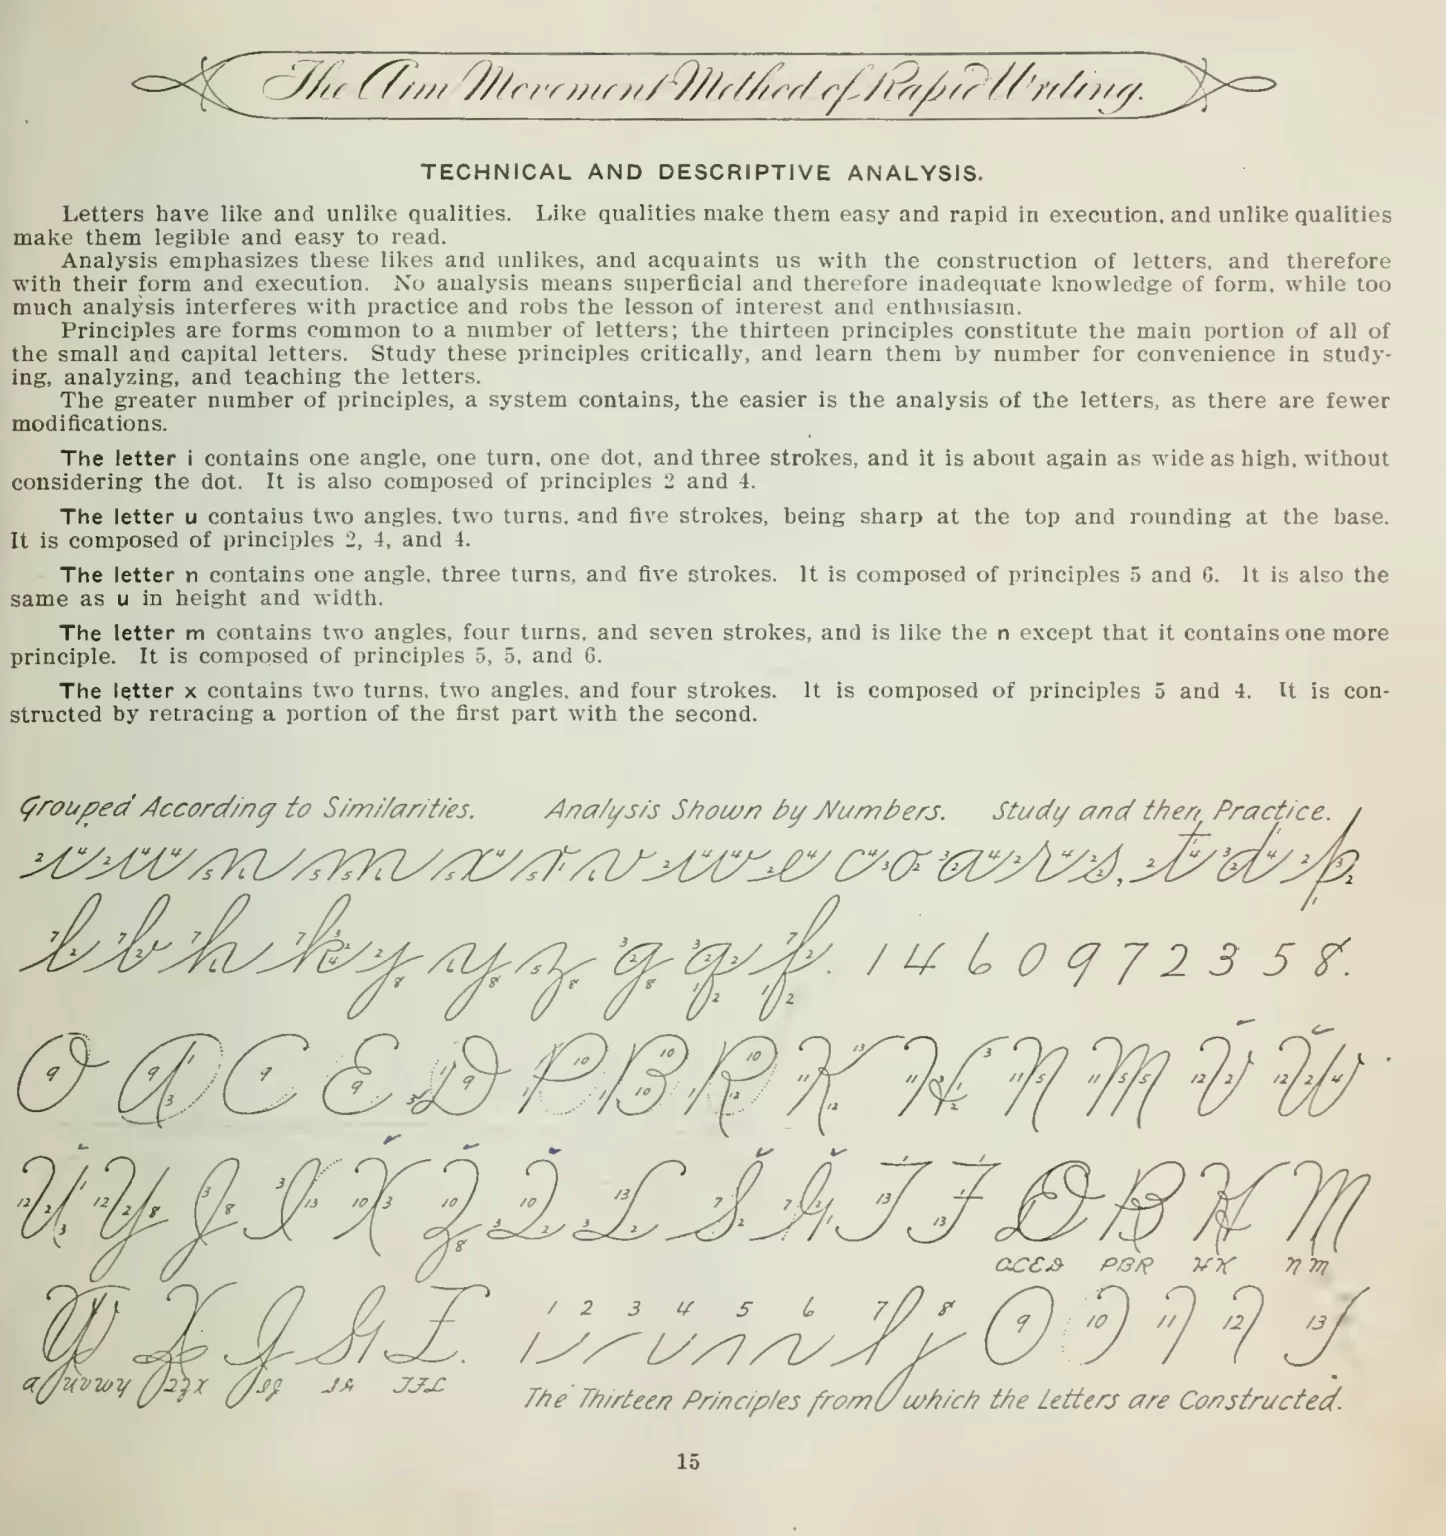 The Arm Movement Method of Rapid Writing.
TECHNICAL AND DESCRIPTIVE ANALYSIS.
Letters have like and unlike qualities. Like qualities make them easy and rapid in execution, and unlike qualities
make them legible and easy to read.
Analysis emphasizes these likes and unlikes, and acquaints us with the construction of letters, and therefore
with their form and execution. No analysis means superficial and therefore inadequate knowledge of form, while too
much analysis interferes with practice and robs the lesson of interest and enthusiasm.
Principles are forms common to a number of letters; the thirteen principles constitute the main portion of all of
the small and capital letters. Study these principles critically, and learn them by number for convenience in study-
ing, analyzing, and teaching the letters.
The greater number of principles, a system contains, the easier is the analysis of the letters, as there are fewer
modifications.
The letter i contains one angle, one turn, one dot, and three strokes, and it is about again as wide as high, without
considering the dot. It is also composed of principles 2 and 4.
The letter u contaius two angles, two turns, and five strokes, being sharp at the top and rounding at the base.
It is composed of principles 2, 4, and 4.
The letter n contains one angle, three turns, and five strokes. It is composed of principles 5 and 6. It is also the
same as u in height and width.
The letter m contains two angles, four turns, and seven strokes, and is like the n except that it contains one more
principle. It is composed of principles 5, 5, and 6.
The letter x contains two turns, two angles, and four strokes. It is composed of principles 5 and 4. It is con-
structed by retracing a portion of the first part with the second.
Grouped According to Similarities. Analysis Shown by Numbers. Study and then Practice.
i u n m x r v w e c o a r s, t d p
l b h k j y z g q f. 1 4 6 0 9 7 2 3 5 8.
O A C E D P B R K H N M V W
U Y J I X Z Q L S G T F D B H M
ACED PBR HK NM
UVWY QZX IJ SG TFL
1 2 3 4 5 6 7 8 9 10 11 12 13
The Thirteen Principles from which the Letters are Constructed.
15